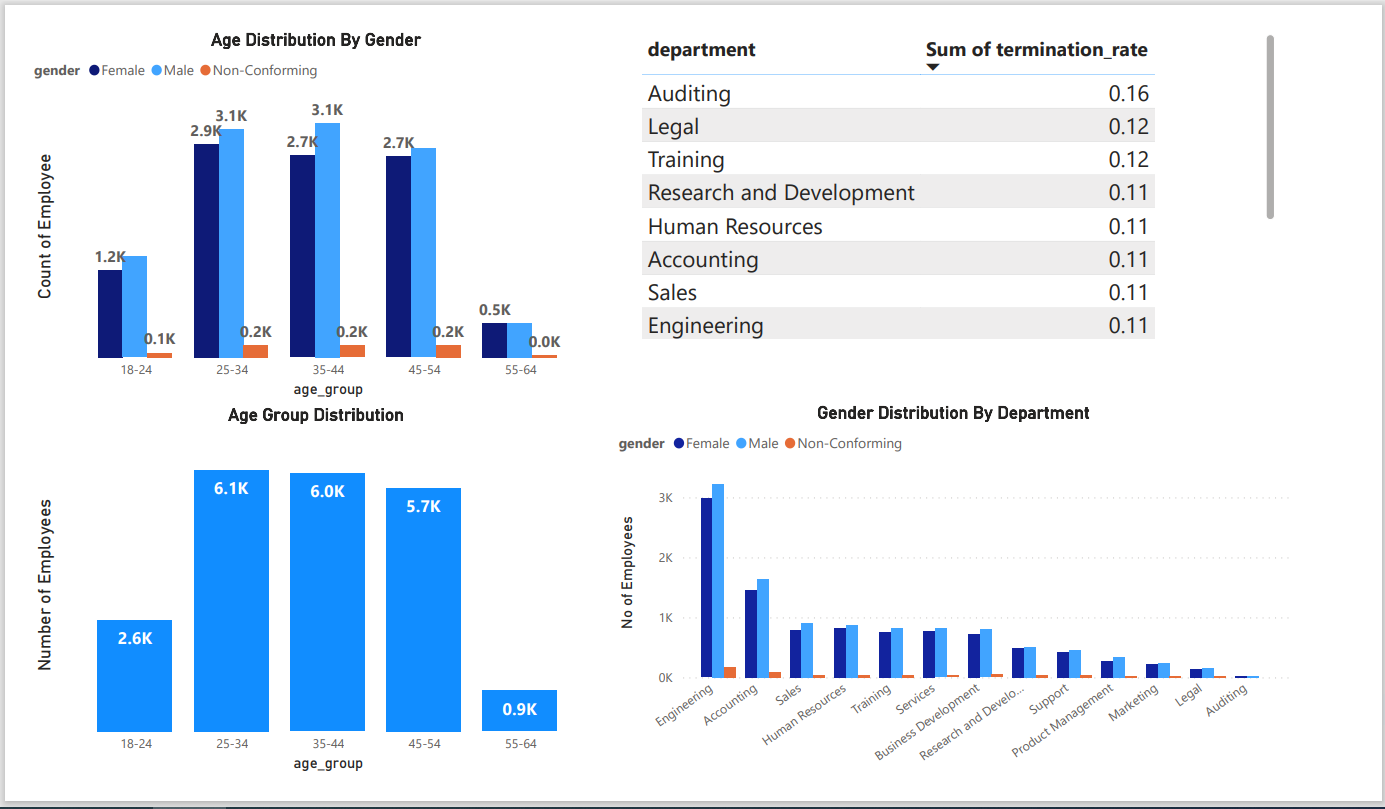 Age Distribution By Gender
gender Female Male Non-Conforming
Count of Employee
3.1K
3.1K
2.9K
2.7K
2.7K
1.2K
0.1K
0.2K
0.2K
0.2K
0.5K
0.0K
18-24 25-34 35-44 45-54 55-64
age_group
department Sum of termination_rate
Auditing 0.16
Legal 0.12
Training 0.12
Research and Development 0.11
Human Resources 0.11
Accounting 0.11
Sales 0.11
Engineering 0.11
Age Group Distribution
Number of Employees
2.6K
6.1K
6.0K
5.7K
0.9K
18-24 25-34 35-44 45-54 55-64
age_group
Gender Distribution By Department
gender Female Male Non-Conforming
No of Employees
3K
2K
1K
0K
Engineering
Accounting
Sales
Human Resources
Training
Services
Business Development
Research and Develo...
Support
Product Management
Marketing
Legal
Auditing